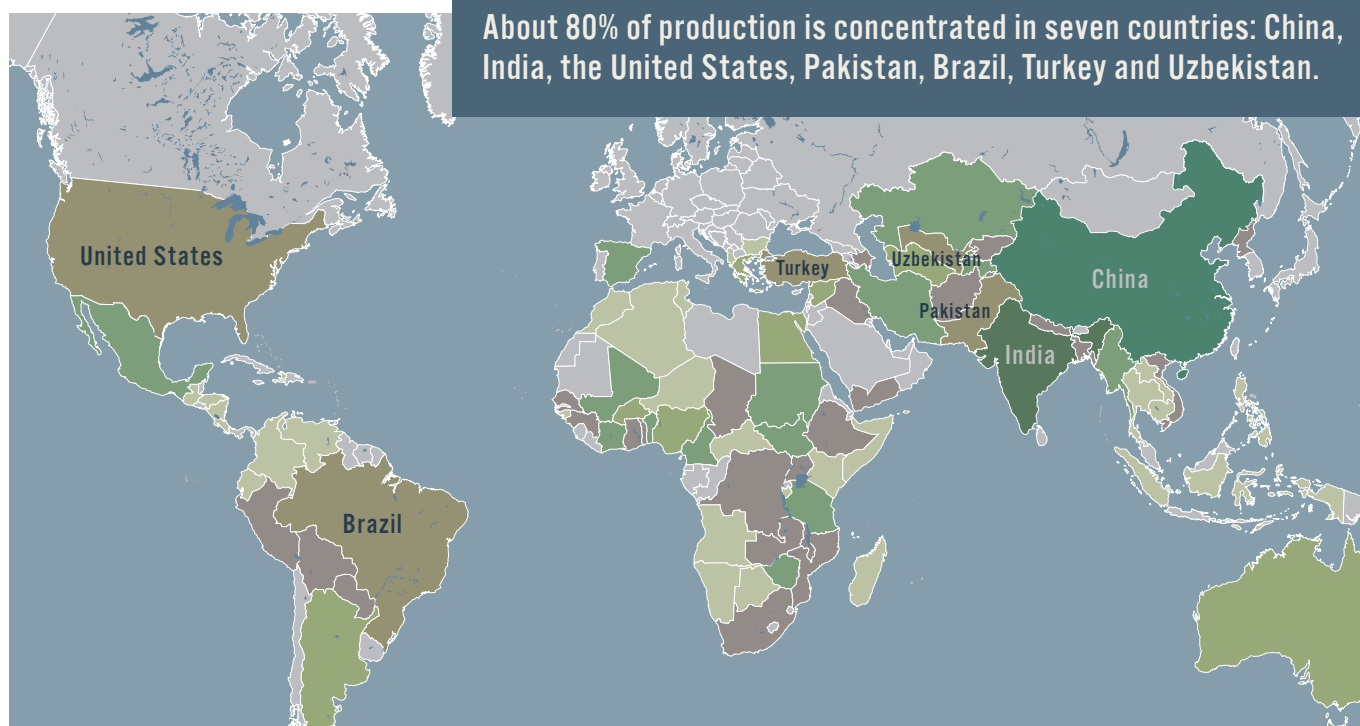 About 80% of production is concentrated in seven countries: China,
India, the United States, Pakistan, Brazil, Turkey and Uzbekistan.
United States
Turkey
Uzbekistan
China
Pakistan
India
Brazil